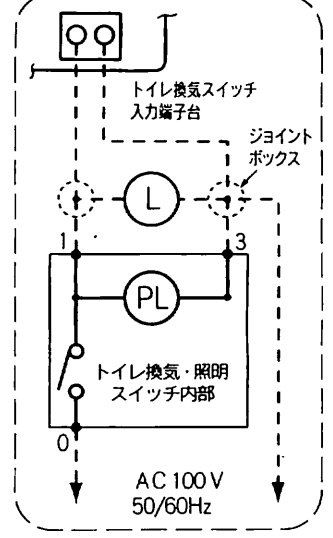 トイレ換気スイッチ
入力端子台
ジョイント
ボックス
L
1
3
PL
トイレ換気・照明
スイッチ内部
0
AC100V
50/60Hz